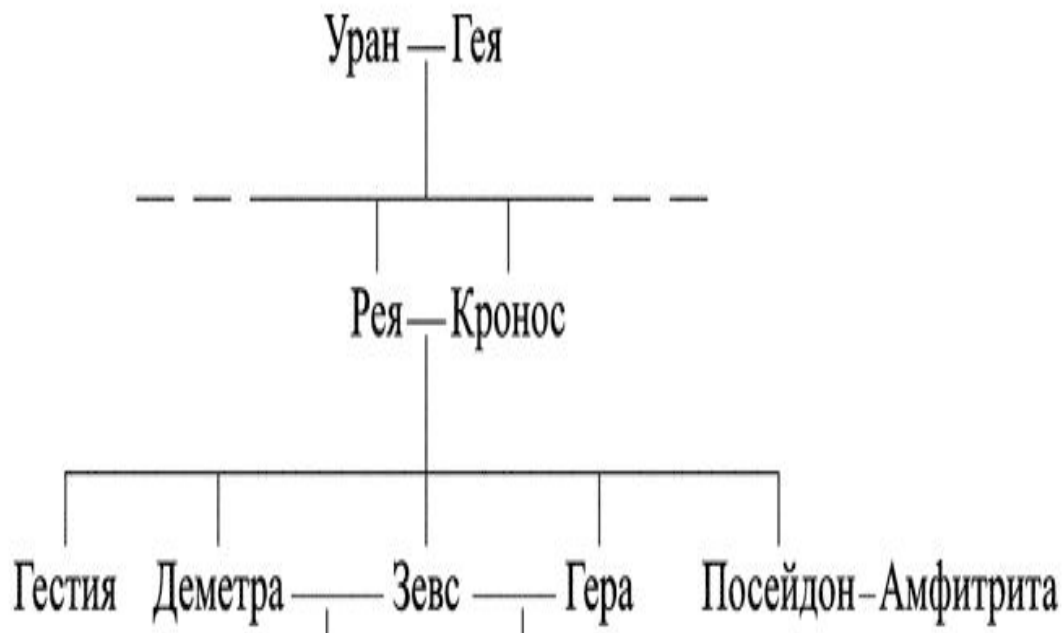 Уран — Гея
Рея — Кронос
Гестия Деметра — Зевс — Гера Посейдон – Амфитрита